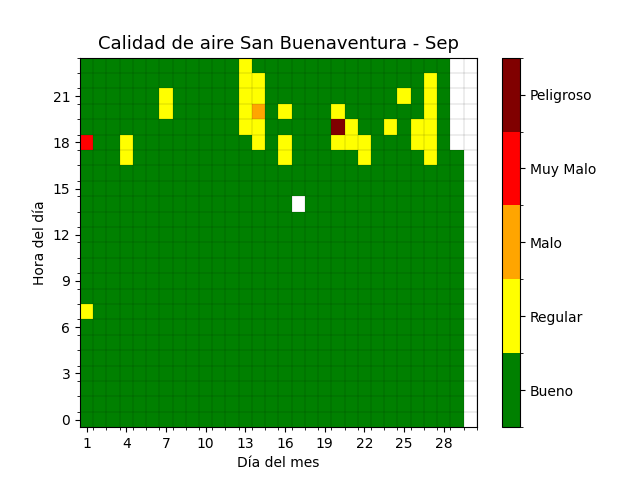 Calidad de aire San Buenaventura - Sep
Hora del día
21
18
15
12
9
6
3
0
1 4 7 10 13 16 19 22 25 28
Día del mes
Peligroso
Muy Malo
Malo
Regular
Bueno